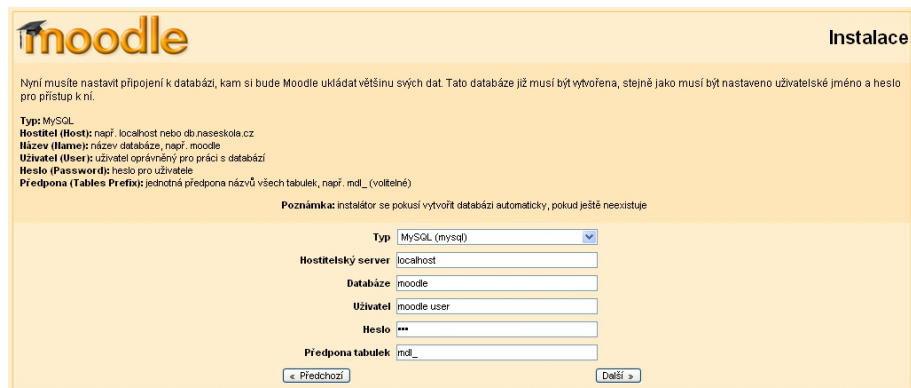 moodle
Instalace
Nyní musíte nastavit připojení k databázi, kam si bude Moodle ukládat většinu svých dat. Tato databáze již musí být vytvořena, stejně jako musí být nastaveno uživatelské jméno a heslo
pro přístup k ní.
Typ: MySQL
Hostitel (Host): např. localhost nebo db.naseskola.cz
Název (Name): název databáze, např. moodle
Uživatel (User): uživatel oprávněný pro práci s databází
Heslo (Password): heslo pro uživatele
Předpona (Tables Prefix): jednotná předpona názvů všech tabulek, např. mdl_ (volitelné)
Poznámka: instalátor se pokusí vytvořit databázi automaticky, pokud ještě neexistuje
Typ MySQL (mysql)
Hostitelský server localhost
Databáze moodle
Uživatel moodle user
Heslo •••
Předpona tabulek mdl_
« Předchozí Další »